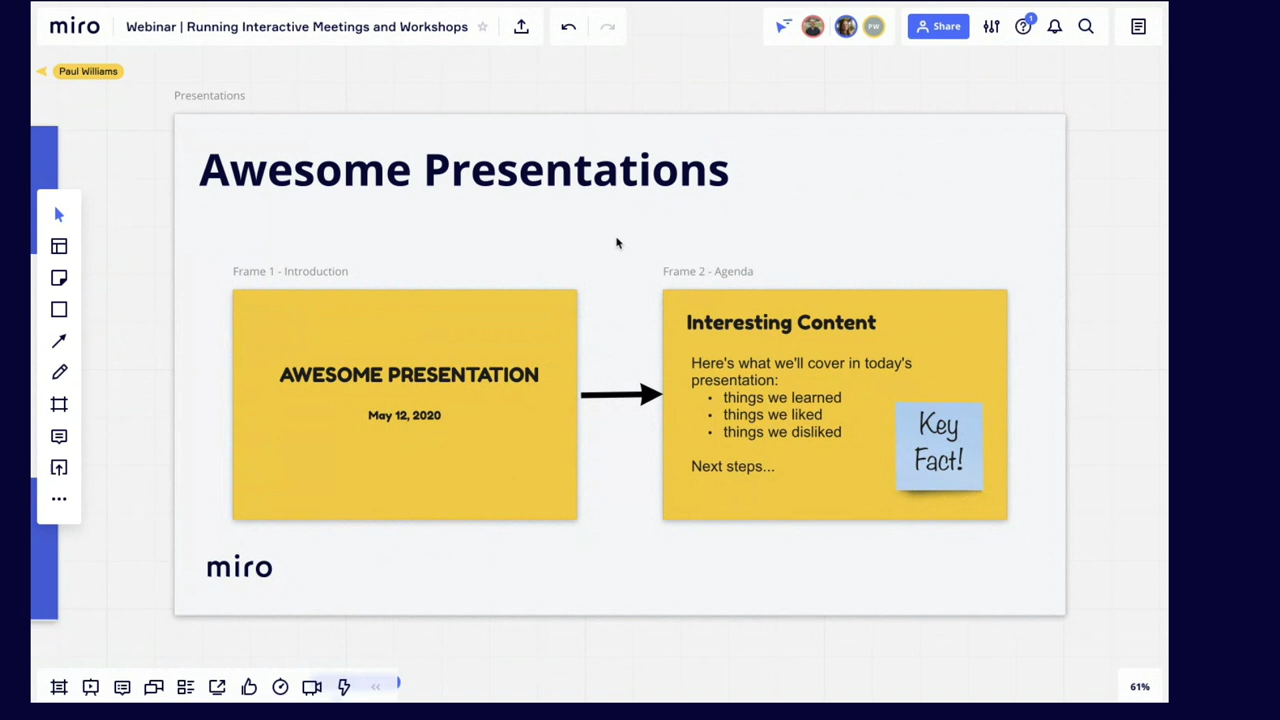 miro
Webinar | Running Interactive Meetings and Workshops
PW
Share
1
Paul Williams
Presentations
Awesome Presentations
Frame 1 - Introduction
AWESOME PRESENTATION
May 12, 2020
Frame 2 - Agenda
Interesting Content
Here's what we'll cover in today's
presentation:
• things we learned
• things we liked
• things we disliked
Next steps...
Key
Fact!
miro
61%